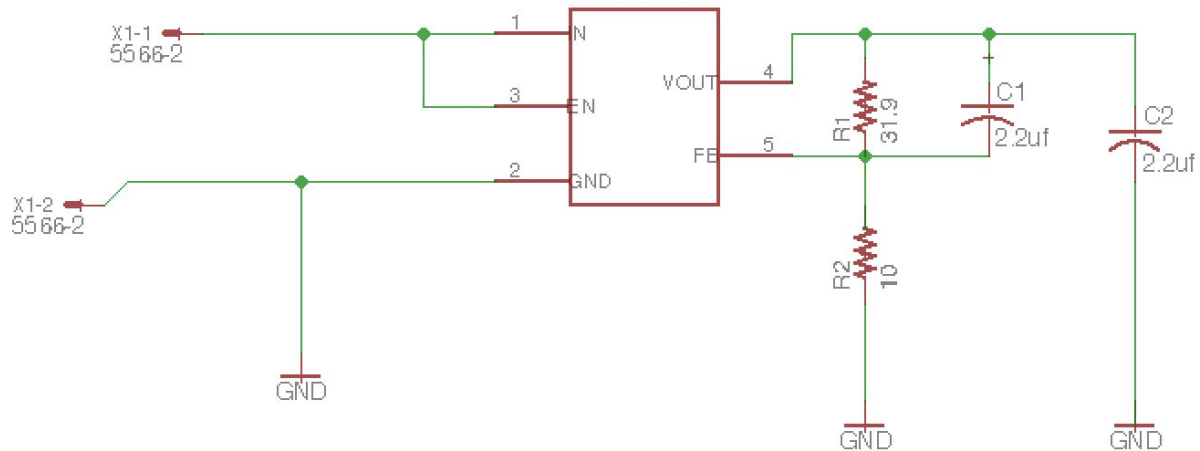 X1-1
5566-2
1
N
3
EN
2
GND
VOUT
4
FB
5
R1
31.9
C1
2.2uf
C2
2.2uf
X1-2
5566-2
R2
10
GND
GND
GND